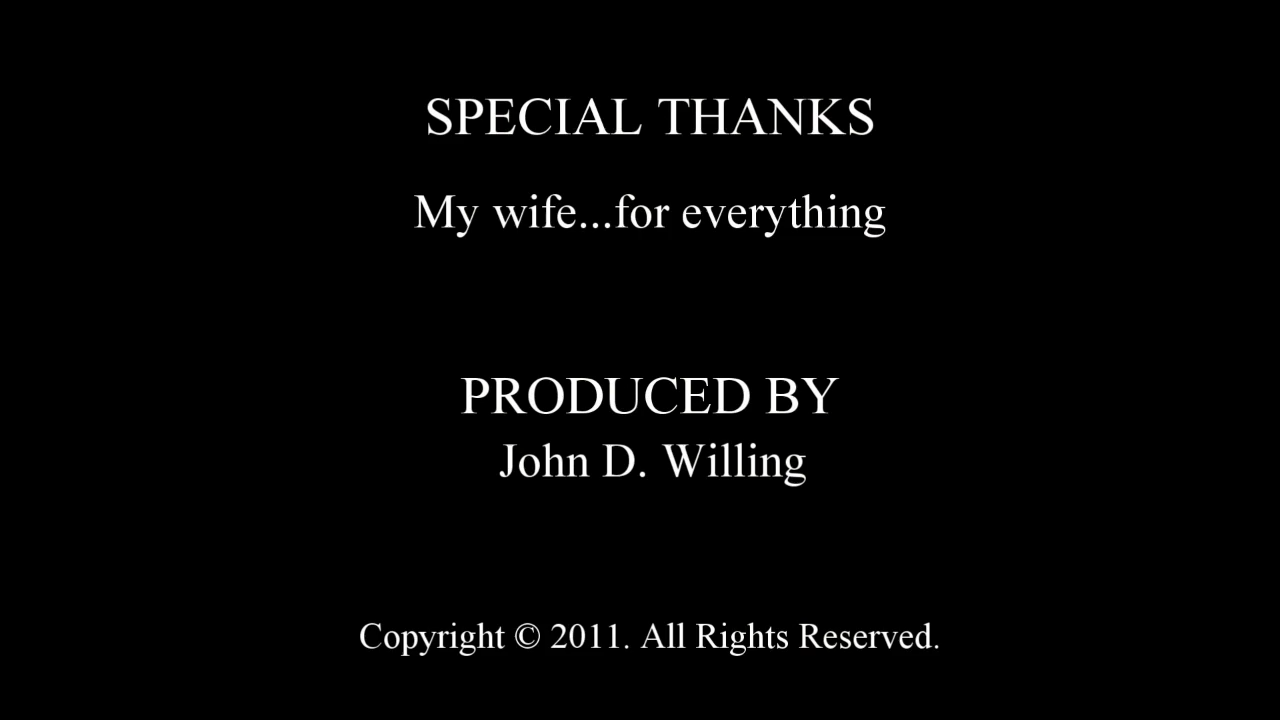 SPECIAL THANKS
My wife...for everything
PRODUCED BY
John D. Willing
Copyright © 2011. All Rights Reserved.